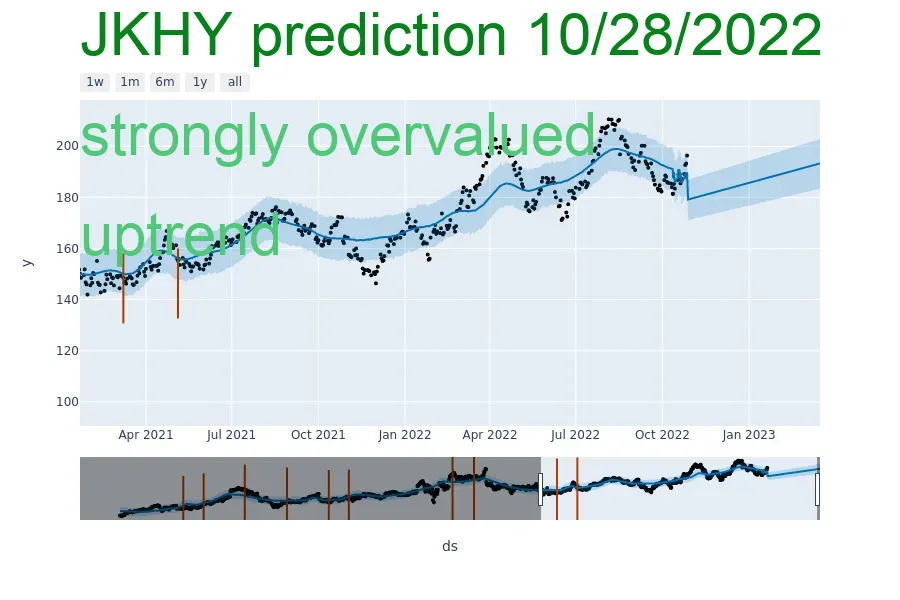 JKHY prediction 10/28/2022
1w 1m 6m 1y all
strongly overvalued
uptrend
y
200
180
160
140
120
100
Apr 2021 Jul 2021 Oct 2021 Jan 2022 Apr 2022 Jul 2022 Oct 2022 Jan 2023
ds